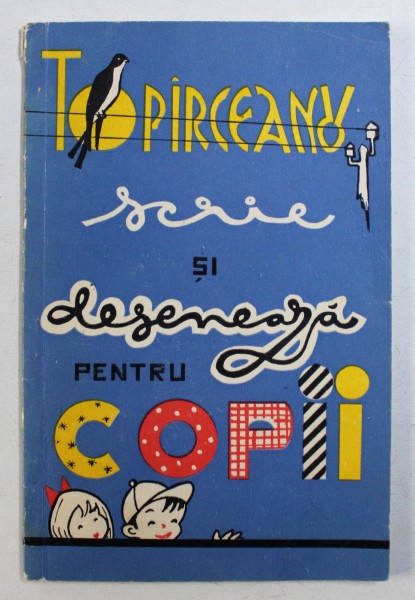 TOPÎRCEANU
scrie
ȘI
desenează
PENTRU
COPII